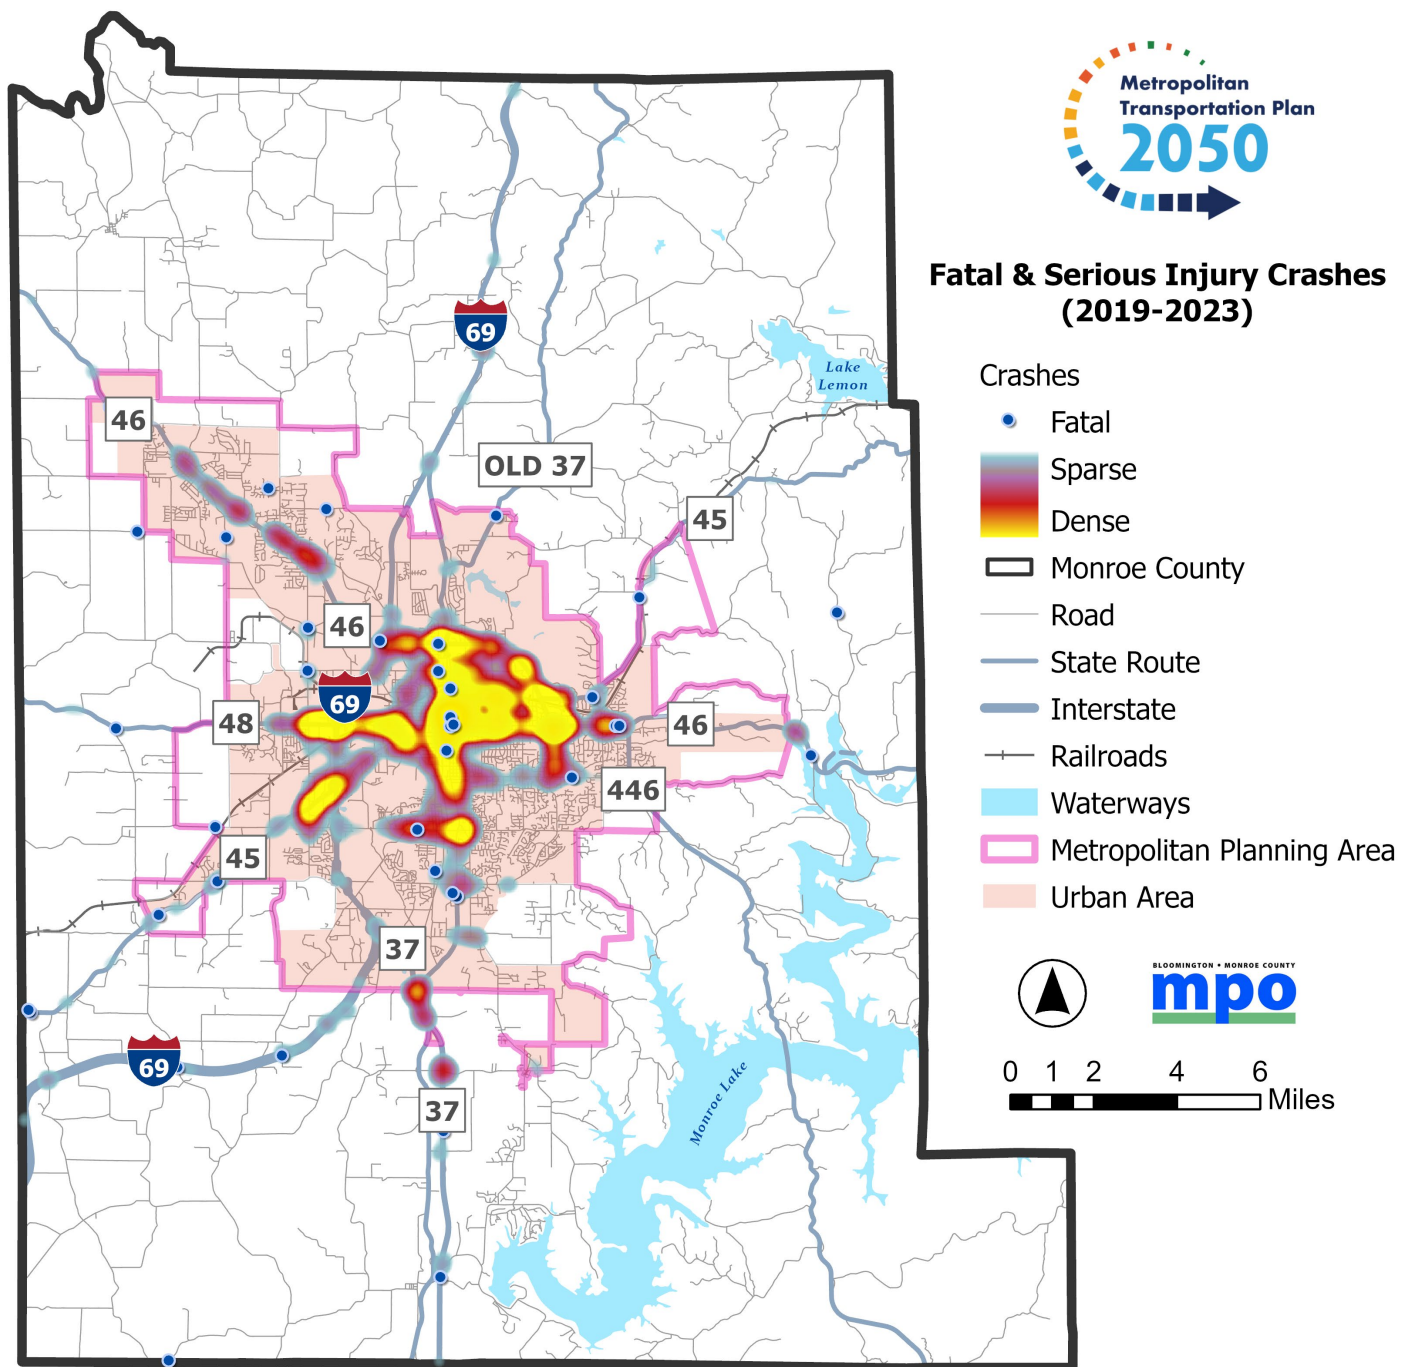 Metropolitan
Transportation Plan
2050
Fatal & Serious Injury Crashes
(2019-2023)
Crashes
Fatal
Sparse
Dense
Monroe County
Road
State Route
Interstate
Railroads
Waterways
Metropolitan Planning Area
Urban Area
BLOOMINGTON • MONROE COUNTY
mpo
0 1 2 4 6
Miles
69
Lake
Lemon
46
OLD 37
45
46
69
48
46
446
45
37
69
37
Monroe Lake